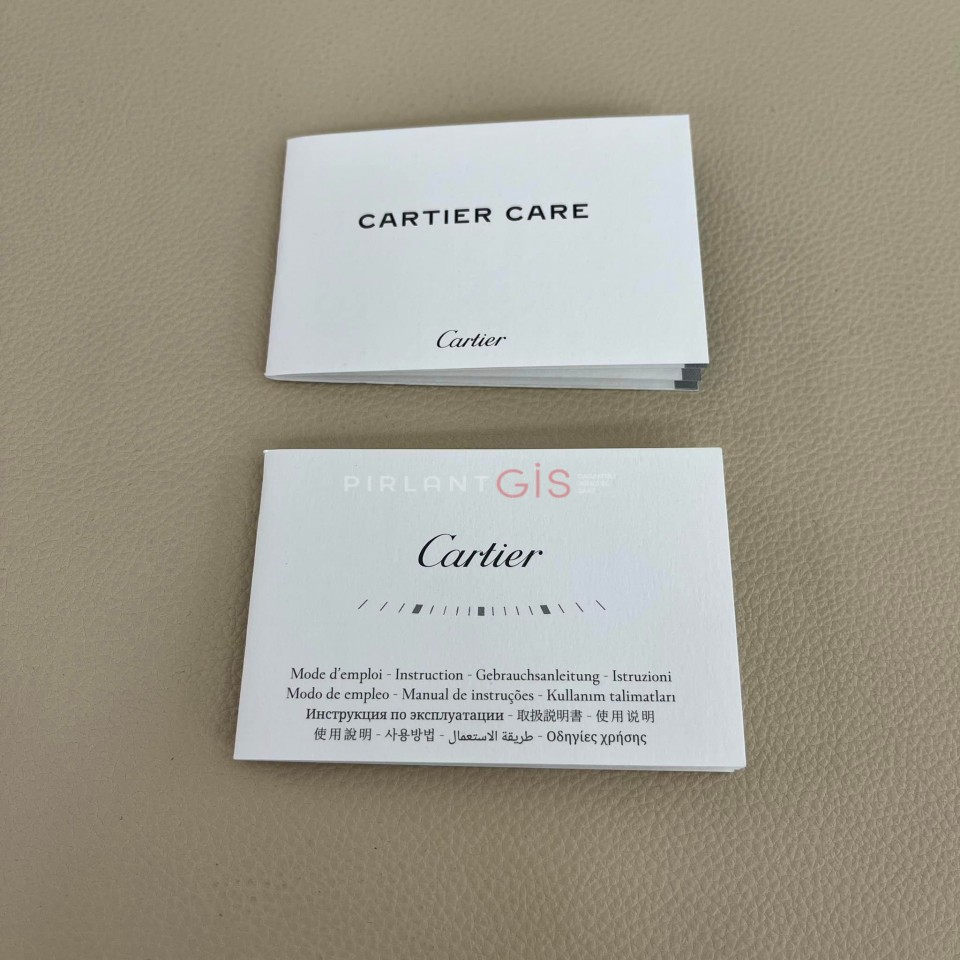 CARTIER CARE
Cartier
PIRLANT GİS
Cartier
Mode d'emploi - Instruction - Gebrauchsanleitung - Istruzioni
Modo de empleo - Manual de instruções - Kullanım talimatları
Инструкция по эксплуатации - 取扱説明書 - 使用说明
使用說明 - 사용방법 - طريقة الاستعمال - Οδηγίες χρήσης